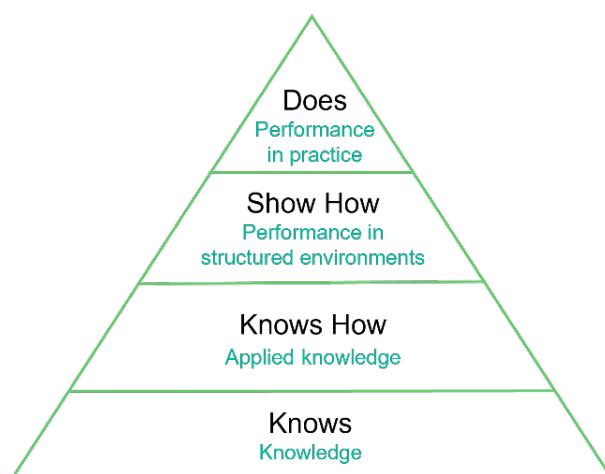 Does
Performance
in practice
Show How
Performance in
structured environments
Knows How
Applied knowledge
Knows
Knowledge